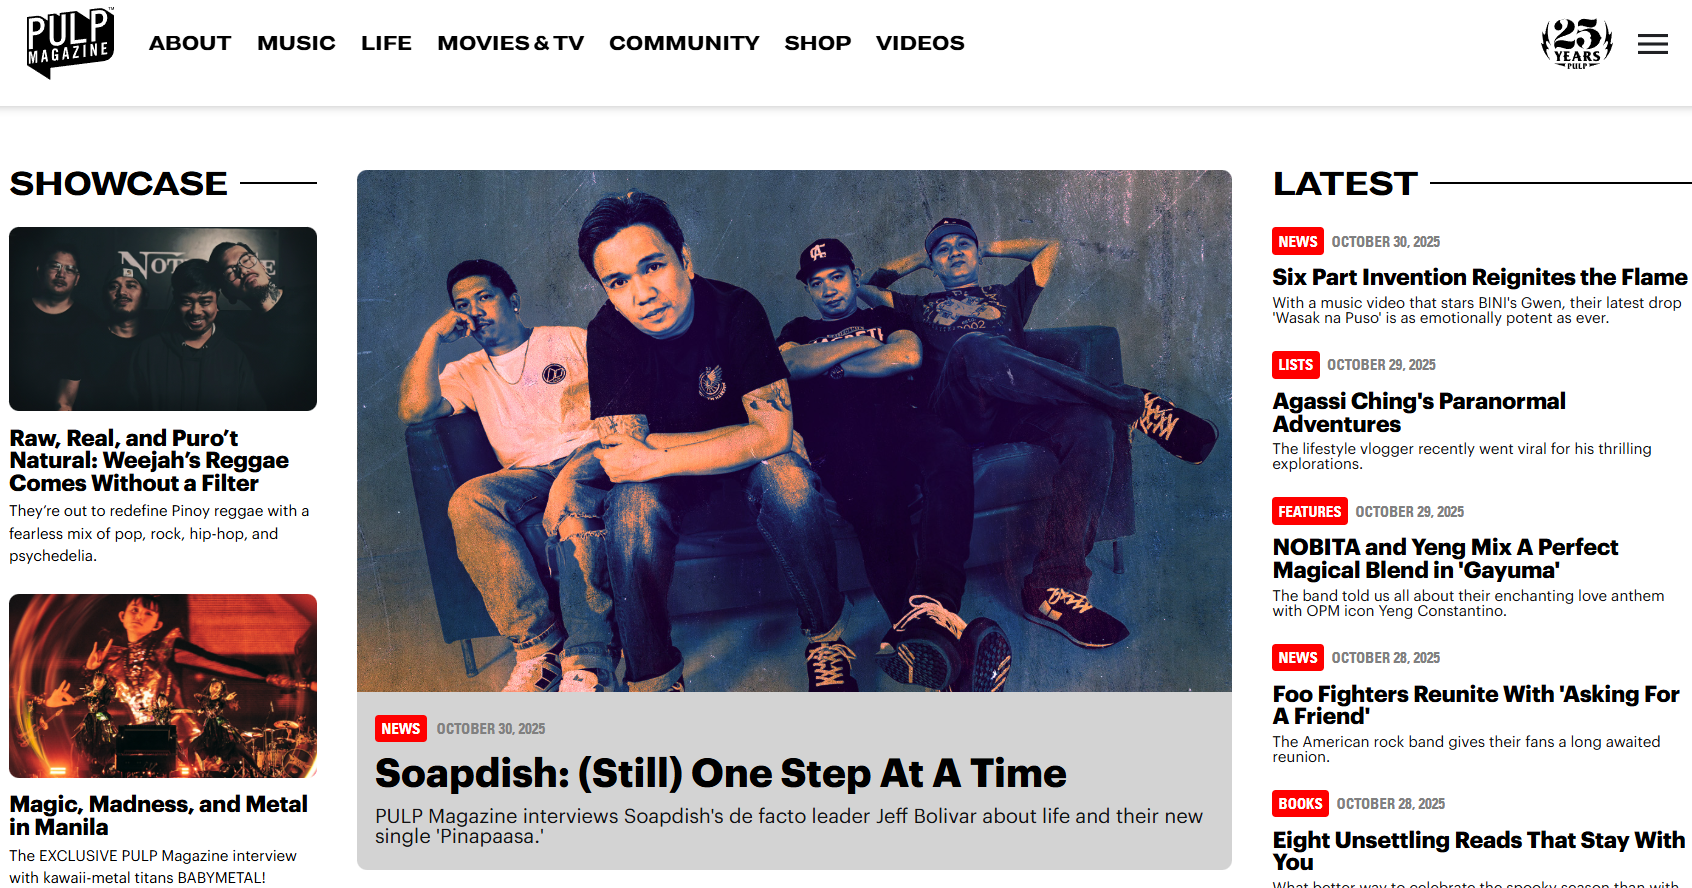 PULP
MAGAZINE
ABOUT MUSIC LIFE MOVIES & TV COMMUNITY SHOP VIDEOS
25
YEARS
PULP
SHOWCASE
Raw, Real, and Puro’t
Natural: Weejah’s Reggae
Comes Without a Filter
They’re out to redefine Pinoy reggae with a
fearless mix of pop, rock, hip-hop, and
psychedelia.
Magic, Madness, and Metal
in Manila
The EXCLUSIVE PULP Magazine interview
with kawaii-metal titans BABYMETAL!
NEWS OCTOBER 30, 2025
Soapdish: (Still) One Step At A Time
PULP Magazine interviews Soapdish's de facto leader Jeff Bolivar about life and their new
single 'Pinapaasa.'
LATEST
NEWS OCTOBER 30, 2025
Six Part Invention Reignites the Flame
With a music video that stars BINI's Gwen, their latest drop
'Wasak na Puso' is as emotionally potent as ever.
LISTS OCTOBER 29, 2025
Agassi Ching's Paranormal
Adventures
The lifestyle vlogger recently went viral for his thrilling
explorations.
FEATURES OCTOBER 29, 2025
NOBITA and Yeng Mix A Perfect
Magical Blend in 'Gayuma'
The band told us all about their enchanting love anthem
with OPM icon Yeng Constantino.
NEWS OCTOBER 28, 2025
Foo Fighters Reunite With 'Asking For
A Friend'
The American rock band gives their fans a long awaited
reunion.
BOOKS OCTOBER 28, 2025
Eight Unsettling Reads That Stay With
You
What better way to celebrate the spooky season than with